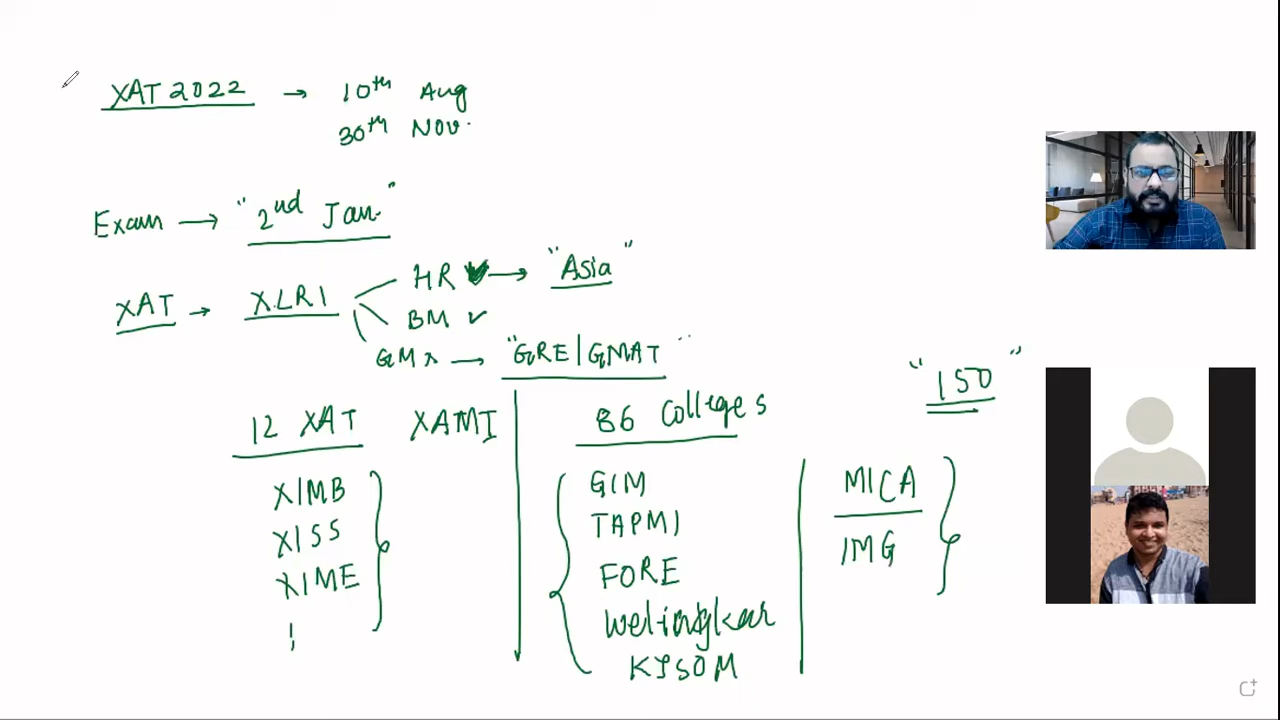 XAT 2022 → 10th Aug
30th Nov.
Exam → "2nd Jan."
HR ✔ → "Asia"
XAT → XLRI
BM ✓
GM x → "GRE|GMAT"
"150"
12 XAT XAMI 86 Colleges
XIMB GIM MICA
XISS TAPMI IMG
XIME FORE
Welingkar
KJSOM